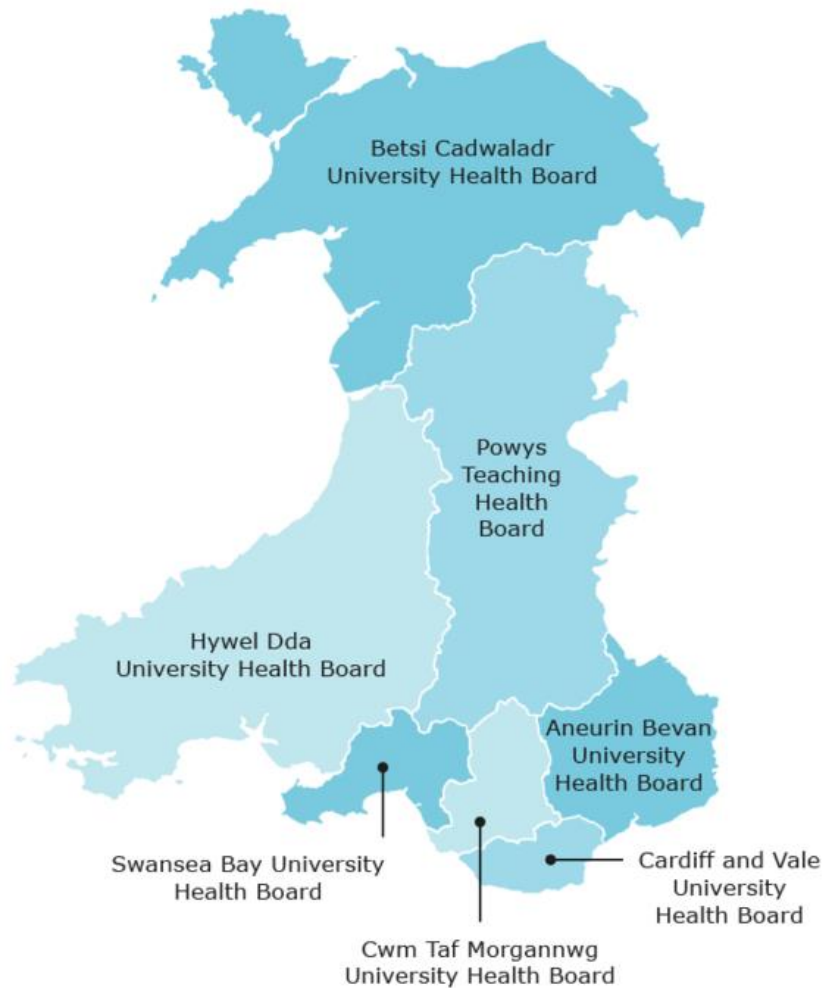 Betsi Cadwaladr
University Health Board
Powys
Teaching
Health
Board
Hywel Dda
University Health Board
Aneurin Bevan
University
Health Board
Swansea Bay University
Health Board
Cardiff and Vale
University
Health Board
Cwm Taf Morgannwg
University Health Board